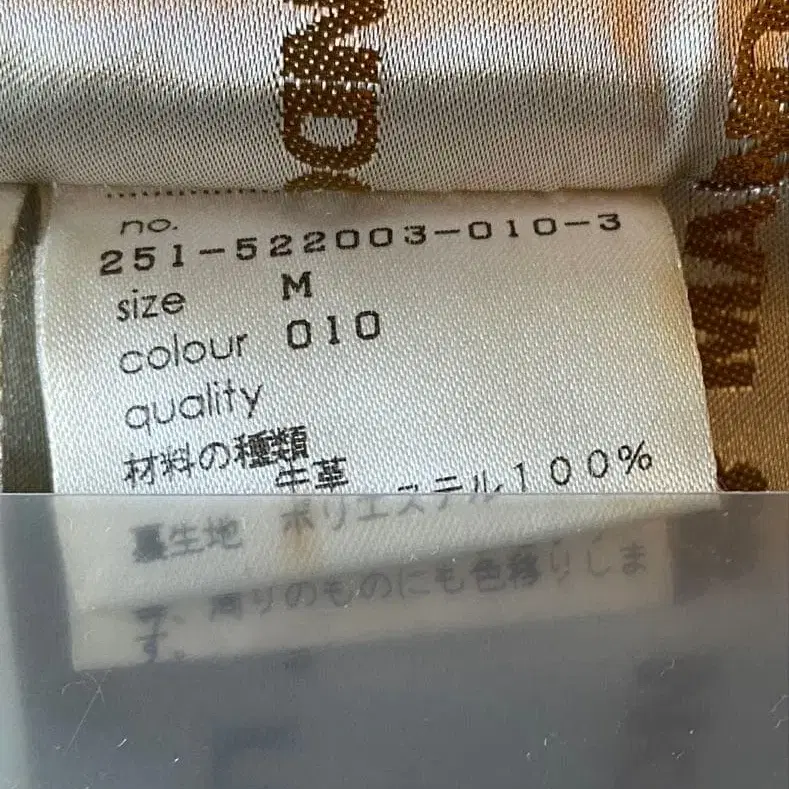 NDO
no.
251-522003-010-3
size M
colour 010
quality
材料の種類
牛革
裏生地 ポリエステル100%
周りのものにも色移りしま
す。